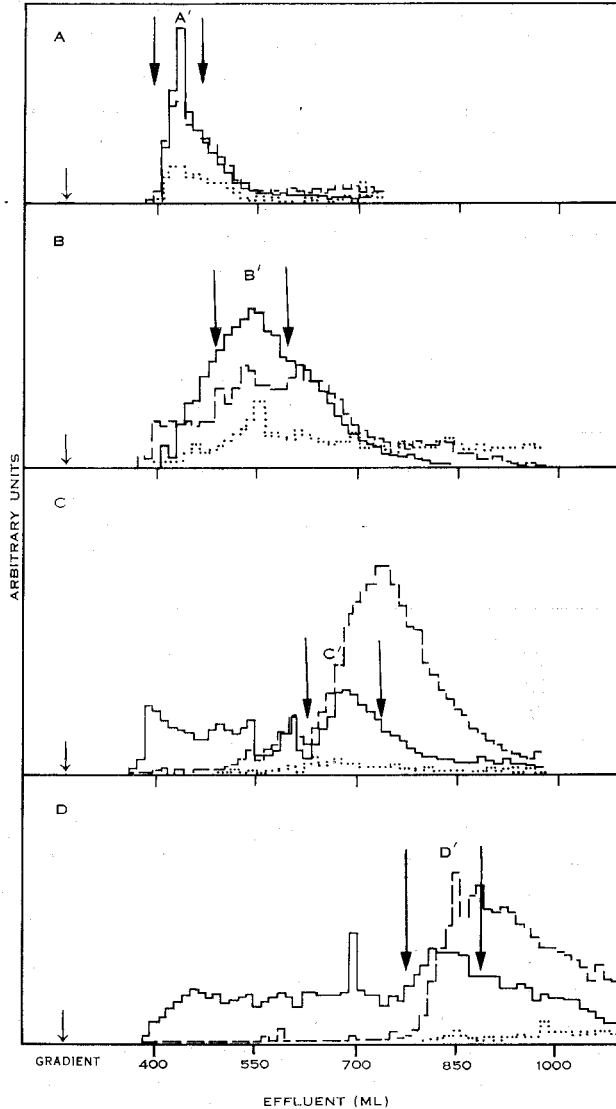 A
A′
B
B′
C
C′
D
D′
ARBITRARY UNITS
GRADIENT
400 550 700 850 1000
EFFLUENT (ML)